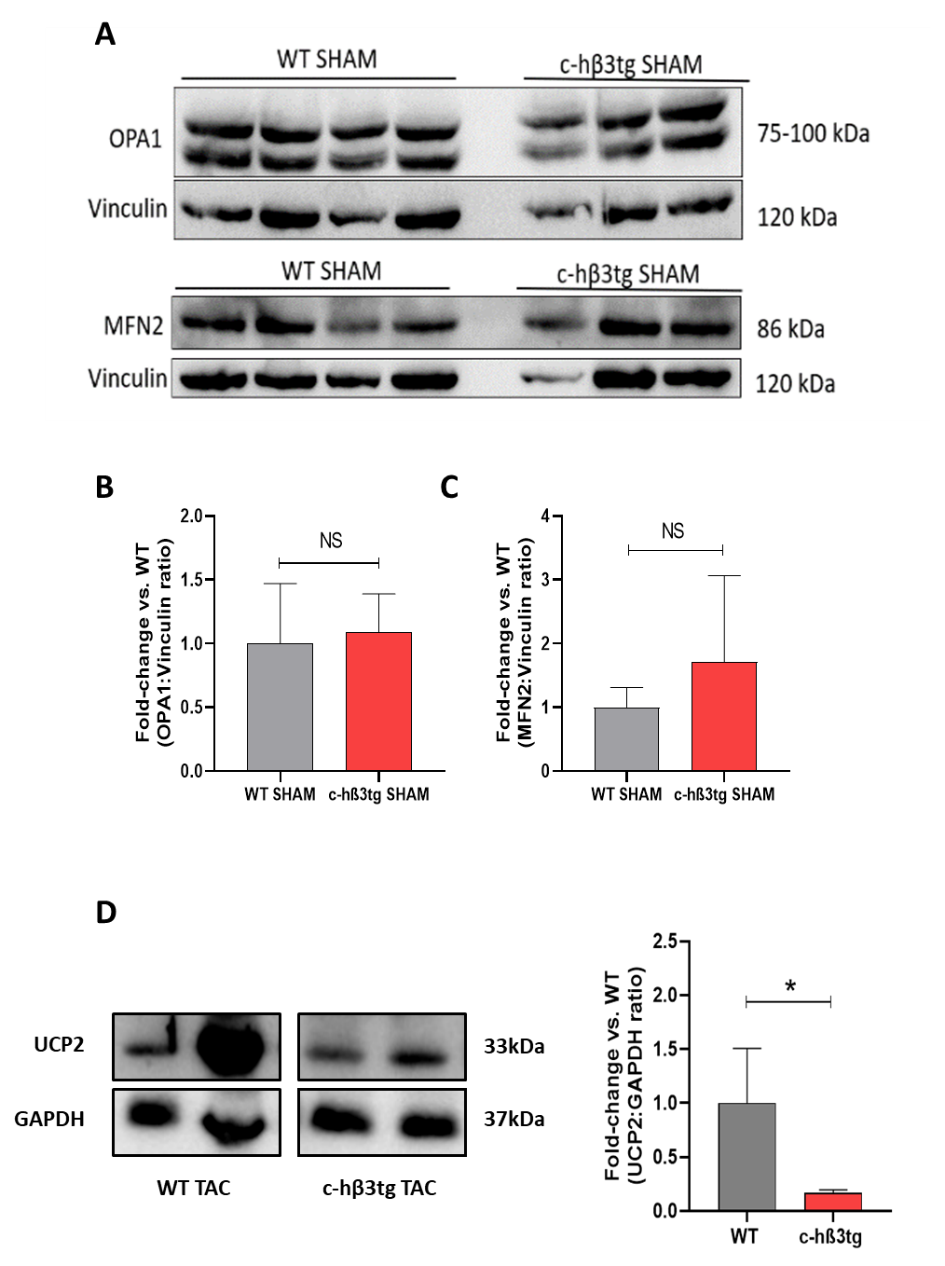 A
WT SHAM
c-hβ3tg SHAM
OPA1
75-100 kDa
Vinculin
120 kDa
WT SHAM
c-hβ3tg SHAM
MFN2
86 kDa
Vinculin
120 kDa
B
Fold-change vs. WT
(OPA1:Vinculin ratio)
2.0
1.5
1.0
0.5
0.0
NS
WT SHAM
c-hß3tg SHAM
C
Fold-change vs. WT
(MFN2:Vinculin ratio)
4
3
2
1
0
NS
WT SHAM
c-hß3tg SHAM
D
UCP2
33kDa
GAPDH
37kDa
WT TAC
c-hβ3tg TAC
Fold-change vs. WT
(UCP2:GAPDH ratio)
2.5
2.0
1.5
1.0
0.5
0.0
*
WT
c-hß3tg